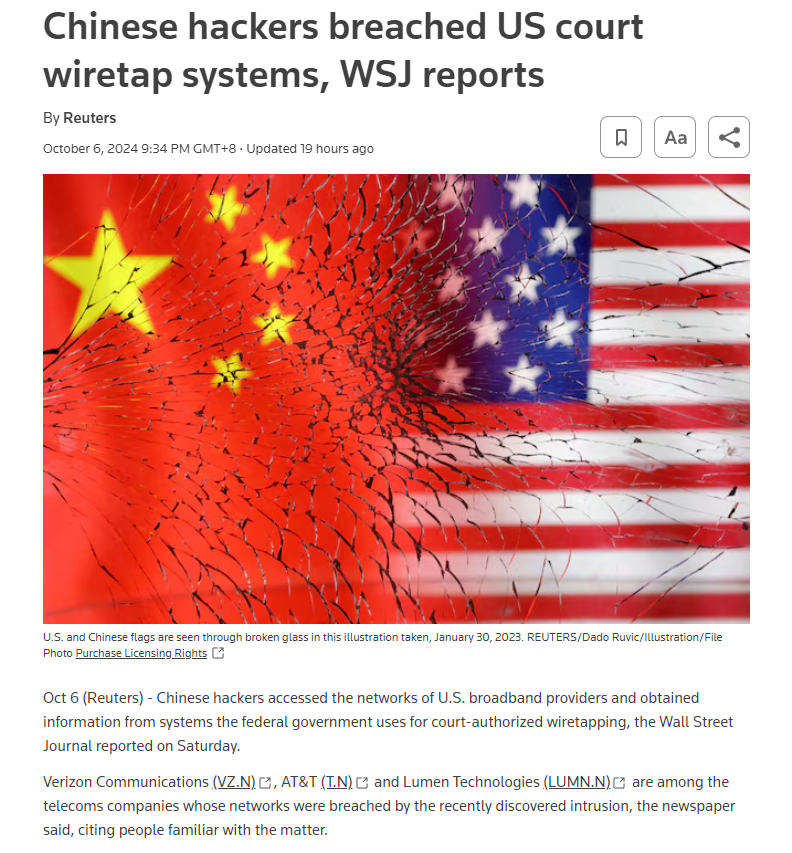 Chinese hackers breached US court
wiretap systems, WSJ reports
By Reuters
October 6, 2024 9:34 PM GMT+8 · Updated 19 hours ago
Aa
U.S. and Chinese flags are seen through broken glass in this illustration taken, January 30, 2023. REUTERS/Dado Ruvic/Illustration/File
Photo Purchase Licensing Rights
Oct 6 (Reuters) - Chinese hackers accessed the networks of U.S. broadband providers and obtained
information from systems the federal government uses for court-authorized wiretapping, the Wall Street
Journal reported on Saturday.
Verizon Communications (VZ.N), AT&T (T.N) and Lumen Technologies (LUMN.N) are among the
telecoms companies whose networks were breached by the recently discovered intrusion, the newspaper
said, citing people familiar with the matter.